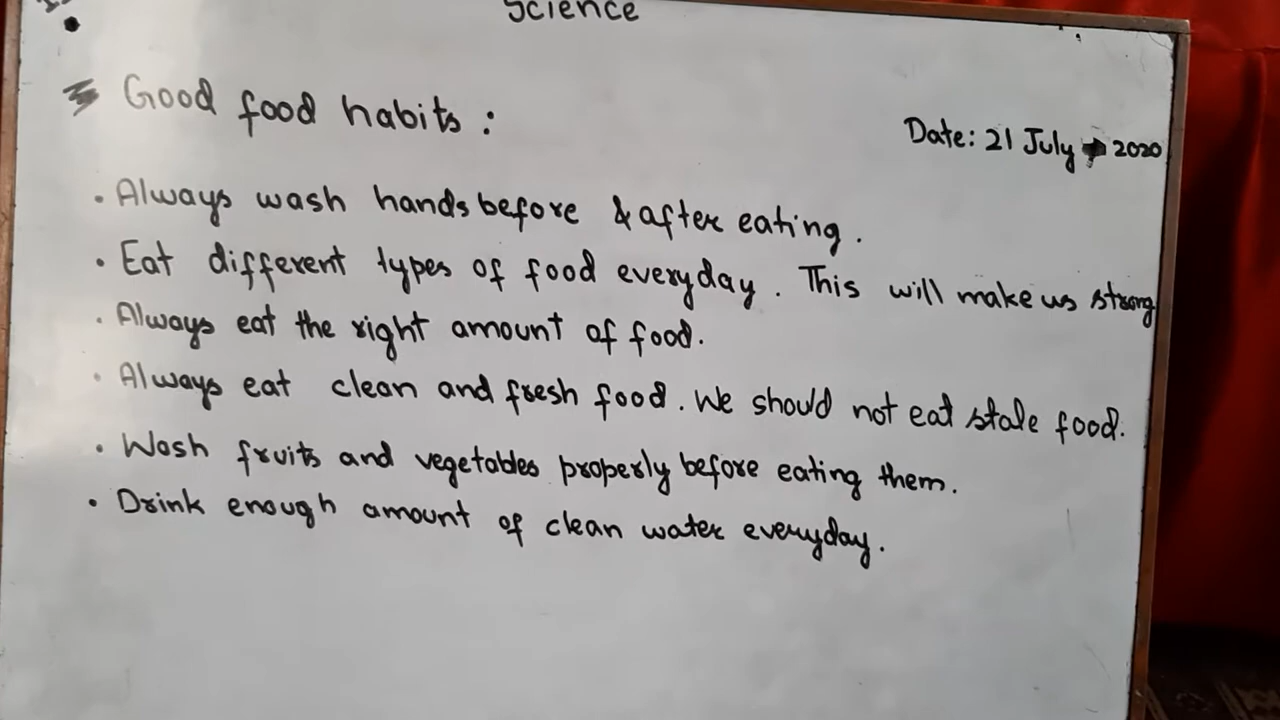 Science
Good food habits :
Date: 21 July 2020
• Always wash hands before & after eating.
• Eat different types of food everyday. This will make us strong
• Always eat the right amount of food.
• Always eat clean and fresh food. We should not eat stale food.
• Wash fruits and vegetables properly before eating them.
• Drink enough amount of clean water everyday.